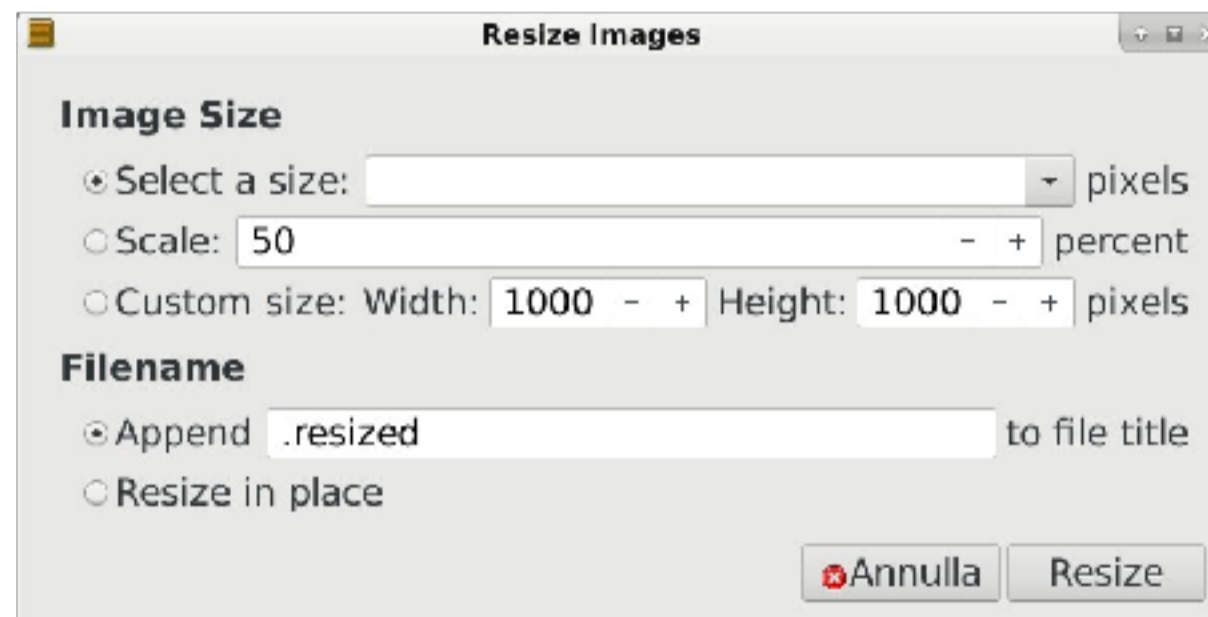 Resize Images
Image Size
Select a size: pixels
Scale: 50 - + percent
Custom size: Width: 1000 - + Height: 1000 - + pixels
Filename
Append .resized to file title
Resize in place
Annulla Resize